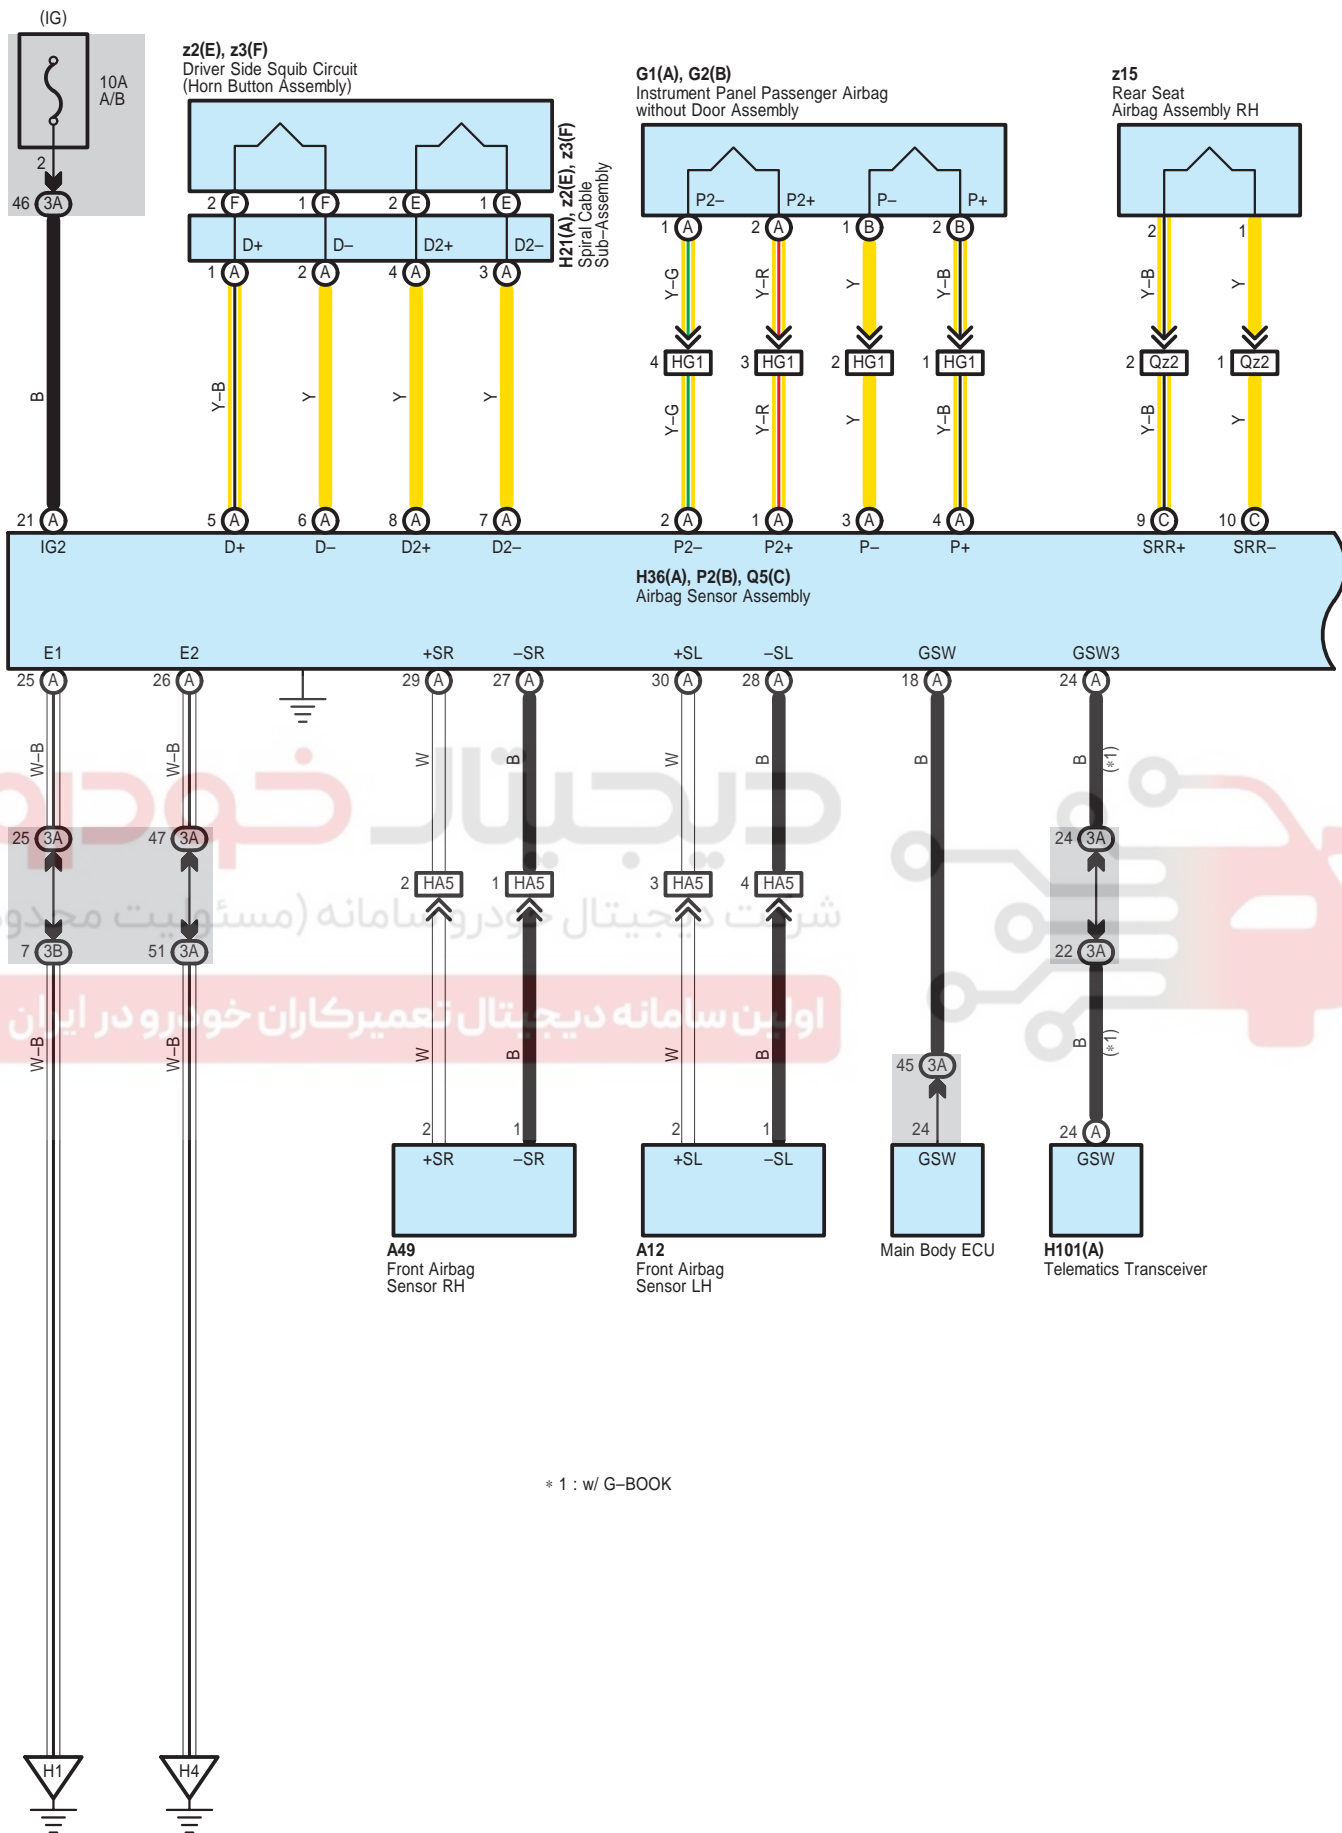 (IG)
10A
A/B
2
46 3A
B
21 A
z2(E), z3(F)
Driver Side Squib Circuit
(Horn Button Assembly)
2 F 1 F 2 E 1 E
D+ D– D2+ D2–
H21(A), z2(E), z3(F)
Spiral Cable
Sub–Assembly
1 A 2 A 4 A 3 A
Y–B Y Y Y
5 A 6 A 8 A 7 A
G1(A), G2(B)
Instrument Panel Passenger Airbag
without Door Assembly
P2– P2+ P– P+
1 A 2 A 1 B 2 B
Y–G Y–R Y Y–B
4 HG1 3 HG1 2 HG1 1 HG1
Y–G Y–R Y Y–B
2 A 1 A 3 A 4 A
z15
Rear Seat
Airbag Assembly RH
2 1
Y–B Y
2 Qz2 1 Qz2
Y–B Y
9 C 10 C
IG2 D+ D– D2+ D2– P2– P2+ P– P+ SRR+ SRR–
H36(A), P2(B), Q5(C)
Airbag Sensor Assembly
E1 E2 +SR –SR +SL –SL GSW GSW3
25 A 26 A 29 A 27 A 30 A 28 A 18 A 24 A
W–B W–B W B W B B B (*1)
دیجیتال خودرو
25 3A 47 3A 24 3A
2 HA5 1 HA5 3 HA5 4 HA5
شرکت دیجیتال خودرو سامانه (مسئولیت محدود
7 3B 51 3A 22 3A
اولین سامانه دیجیتال تعمیرکاران خودرو در ایران
W–B W–B W B W B B (*1)
45 3A
2 1 2 1 24 24 A
+SR –SR +SL –SL GSW GSW
A49
Front Airbag
Sensor RH
A12
Front Airbag
Sensor LH
Main Body ECU
H101(A)
Telematics Transceiver
* 1 : w/ G–BOOK
H1 H4